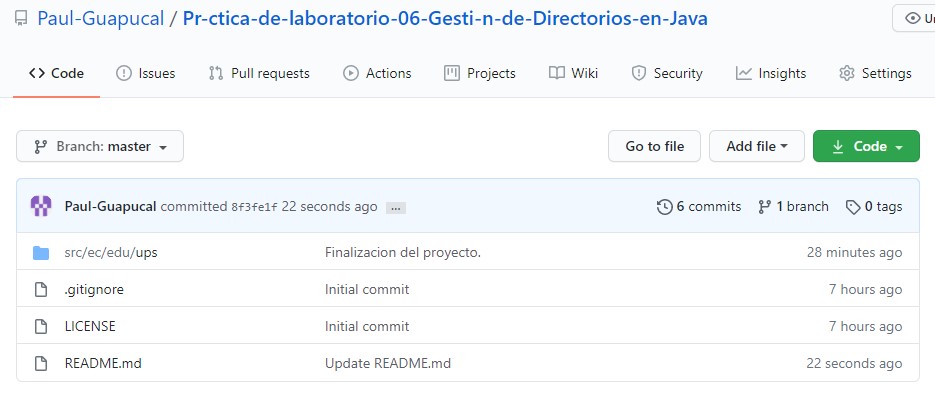 Paul-Guapucal / Pr-ctica-de-laboratorio-06-Gesti-n-de-Directorios-en-Java
Code Issues Pull requests Actions Projects Wiki Security Insights Settings
Branch: master Go to file Add file Code
Paul-Guapucal committed 8f3fe1f 22 seconds ago ... 6 commits 1 branch 0 tags
src/ec/edu/ups Finalizacion del proyecto. 28 minutes ago
.gitignore Initial commit 7 hours ago
LICENSE Initial commit 7 hours ago
README.md Update README.md 22 seconds ago